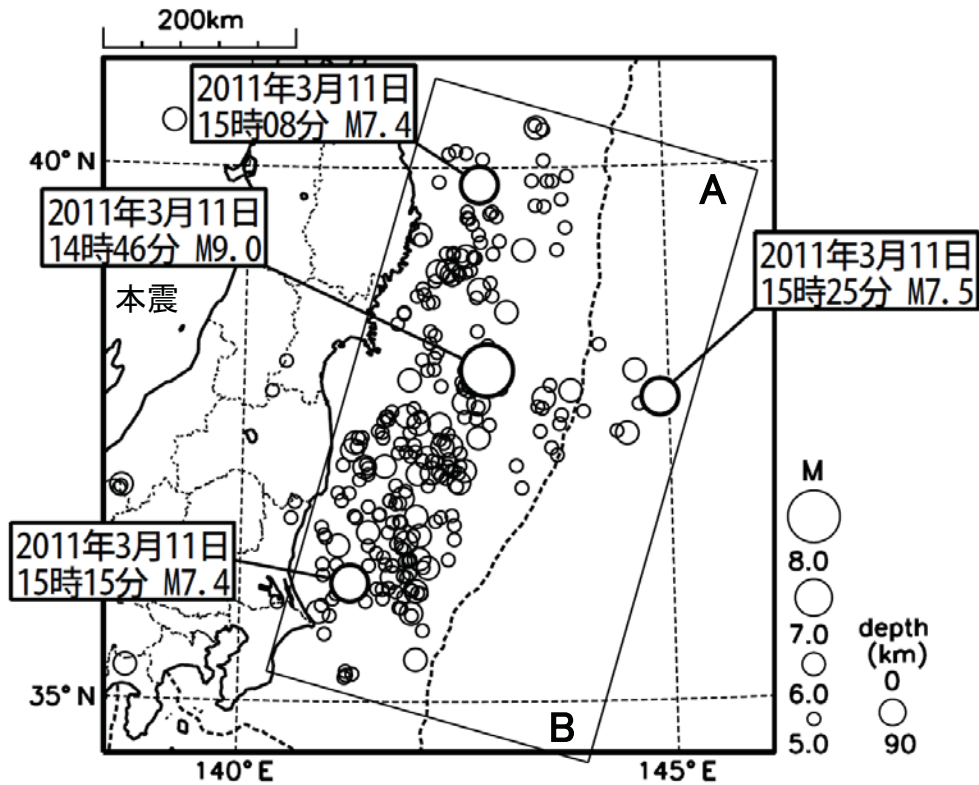 200km
2011年3月11日
15時08分 M7.4
40°N
A
2011年3月11日
14時46分 M9.0
2011年3月11日
15時25分 M7.5
本震
M
8.0
2011年3月11日
15時15分 M7.4
7.0
depth
(km)
6.0
0
35°N
B
5.0
90
140°E
145°E